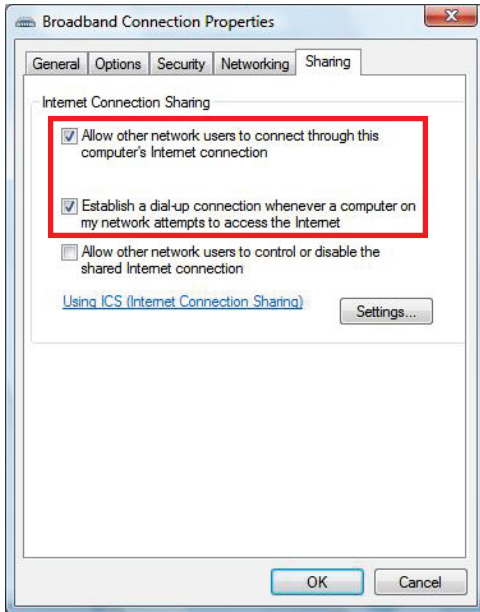 Broadband Connection Properties
General Options Security Networking Sharing
Internet Connection Sharing
Allow other network users to connect through this
computer's Internet connection
Establish a dial-up connection whenever a computer on
my network attempts to access the Internet
Allow other network users to control or disable the
shared Internet connection
Using ICS (Internet Connection Sharing)
Settings...
OK Cancel